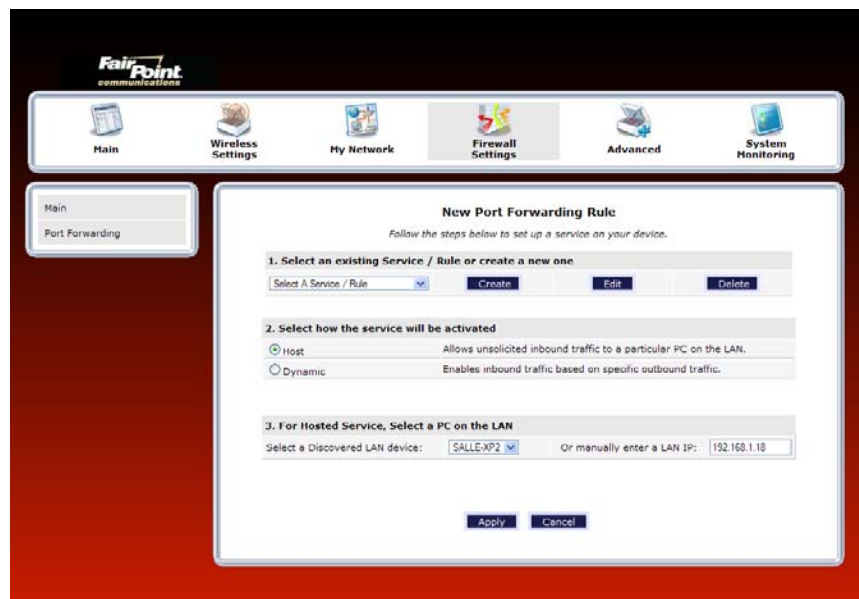 FairPoint
communications
Main
Wireless
Settings
My Network
Firewall
Settings
Advanced
System
Monitoring
Main
Port Forwarding
New Port Forwarding Rule
Follow the steps below to set up a service on your device.
1. Select an existing Service / Rule or create a new one
Select A Service / Rule Create Edit Delete
2. Select how the service will be activated
Host Allows unsolicited inbound traffic to a particular PC on the LAN.
Dynamic Enables inbound traffic based on specific outbound traffic.
3. For Hosted Service, Select a PC on the LAN
Select a Discovered LAN device: SALLE-XP2 Or manually enter a LAN IP: 192.168.1.18
Apply Cancel